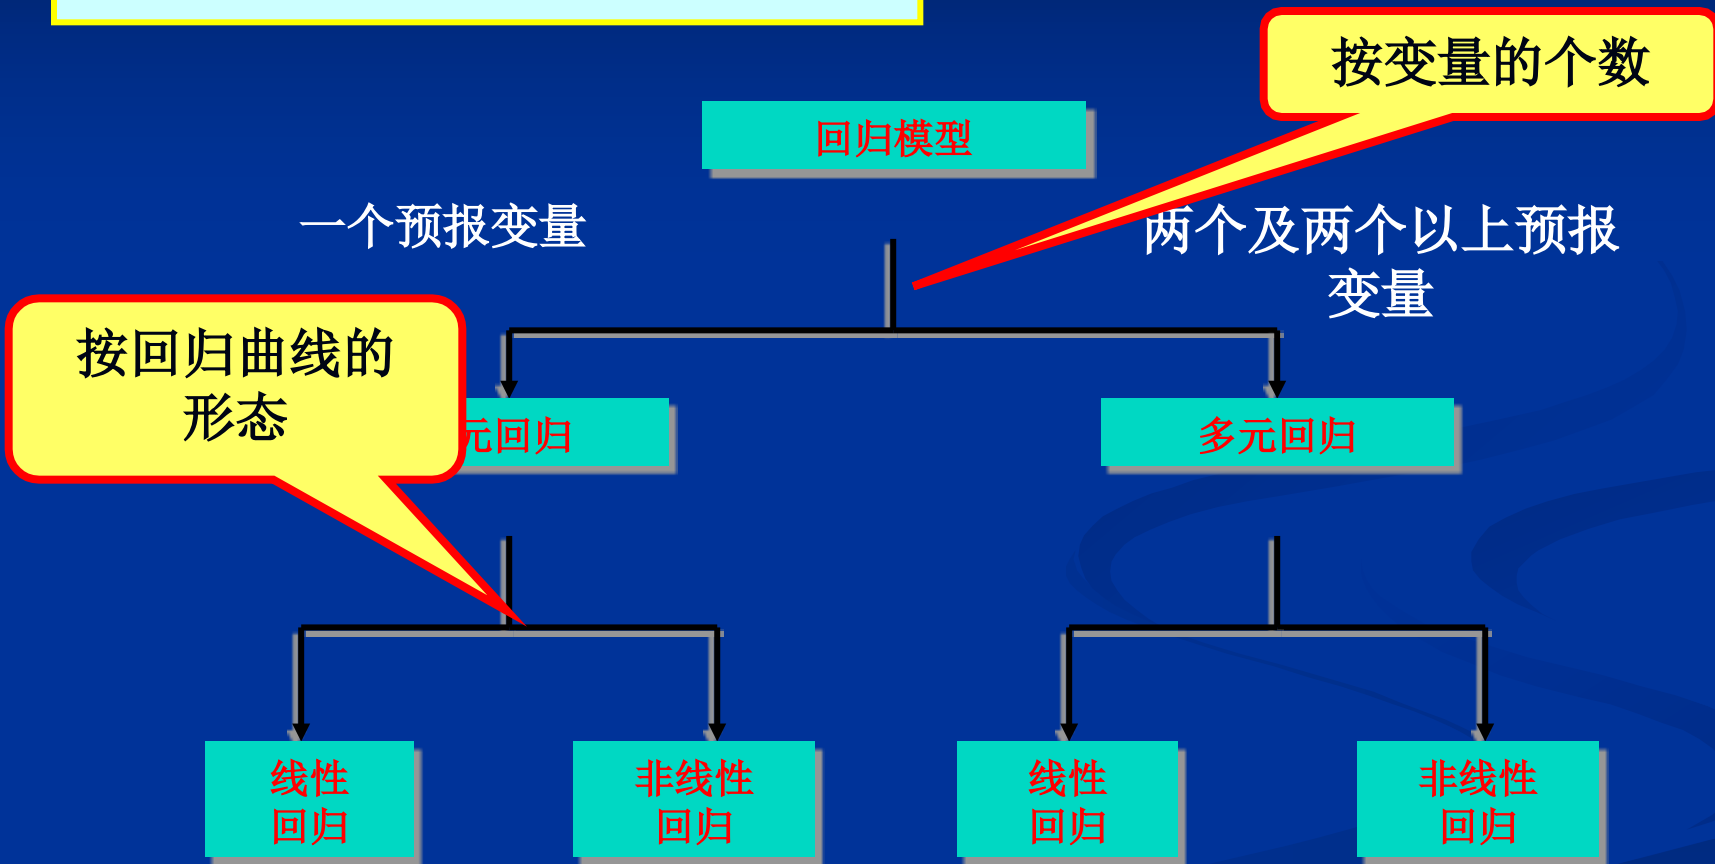 按变量的个数
回归模型
一个预报变量
两个及两个以上预报
变量
按回归曲线的
形态
元回归
多元回归
线性
回归
非线性
回归
线性
回归
非线性
回归